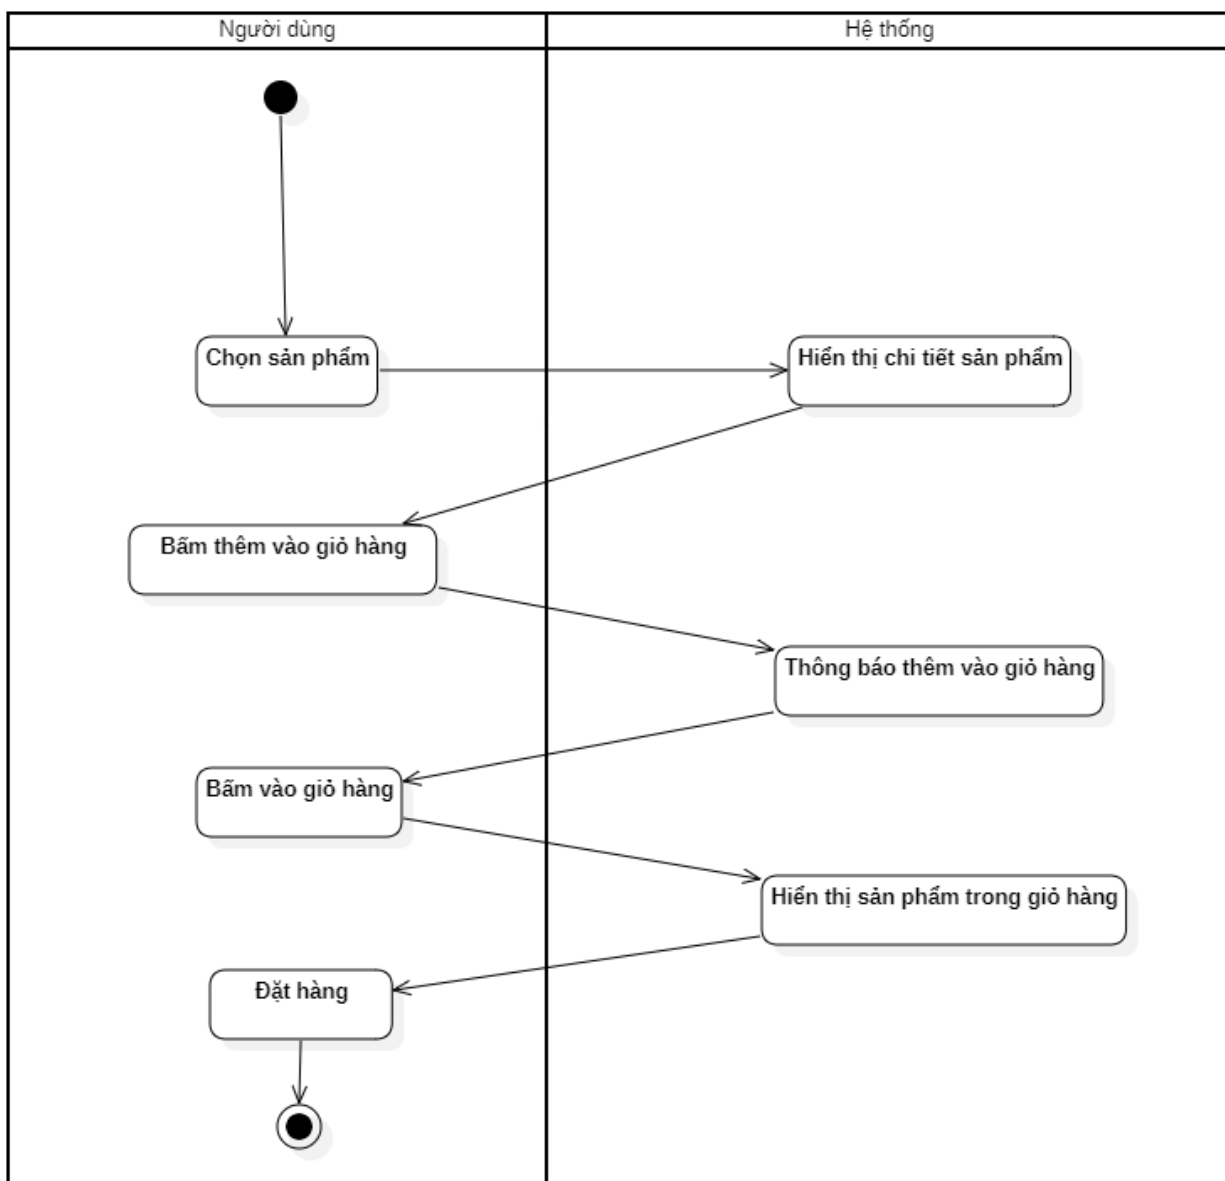 Người dùng
Hệ thống
Chọn sản phẩm
Hiển thị chi tiết sản phẩm
Bấm thêm vào giỏ hàng
Thông báo thêm vào giỏ hàng
Bấm vào giỏ hàng
Hiển thị sản phẩm trong giỏ hàng
Đặt hàng